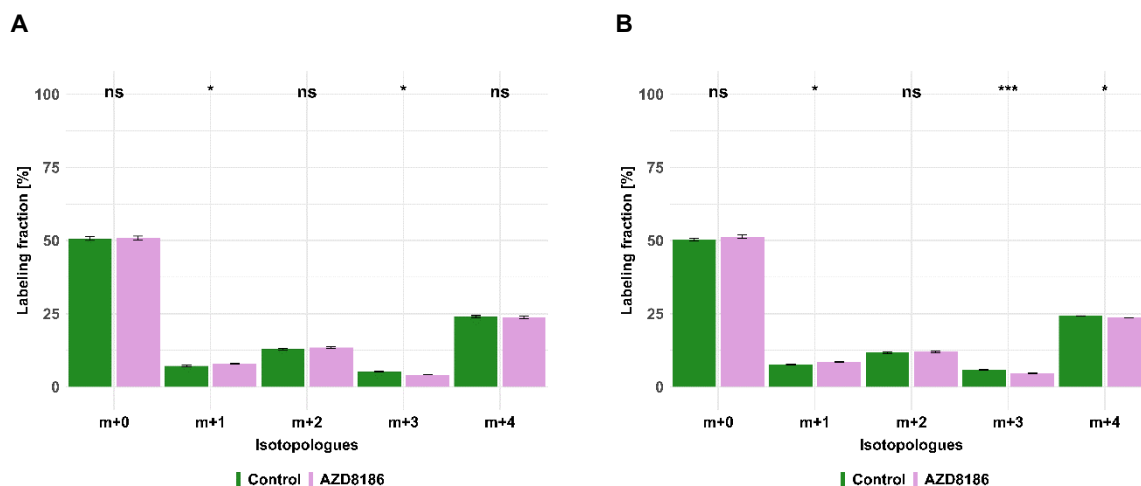 A
ns * ns * ns
100
75
50
25
0
Labeling fraction [%]
m+0 m+1 m+2 m+3 m+4
Isotopologues
Control AZD8186
B
ns * ns *** *
100
75
50
25
0
Labeling fraction [%]
m+0 m+1 m+2 m+3 m+4
Isotopologues
Control AZD8186